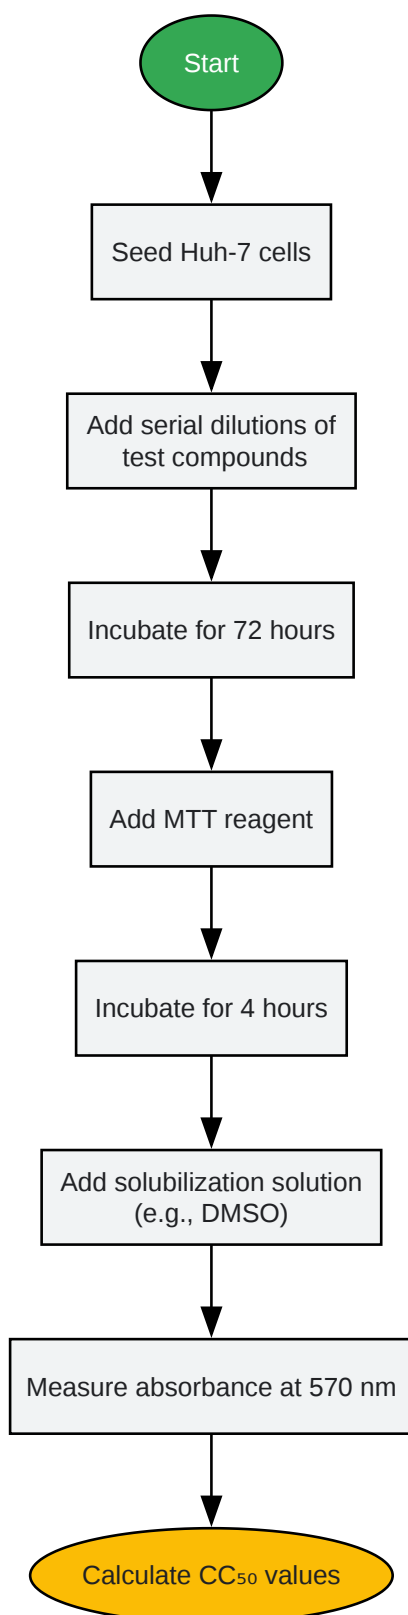 Start
Seed Huh-7 cells
Add serial dilutions of
test compounds
Incubate for 72 hours
Add MTT reagent
Incubate for 4 hours
Add solubilization solution
(e.g., DMSO)
Measure absorbance at 570 nm
Calculate CC₅₀ values